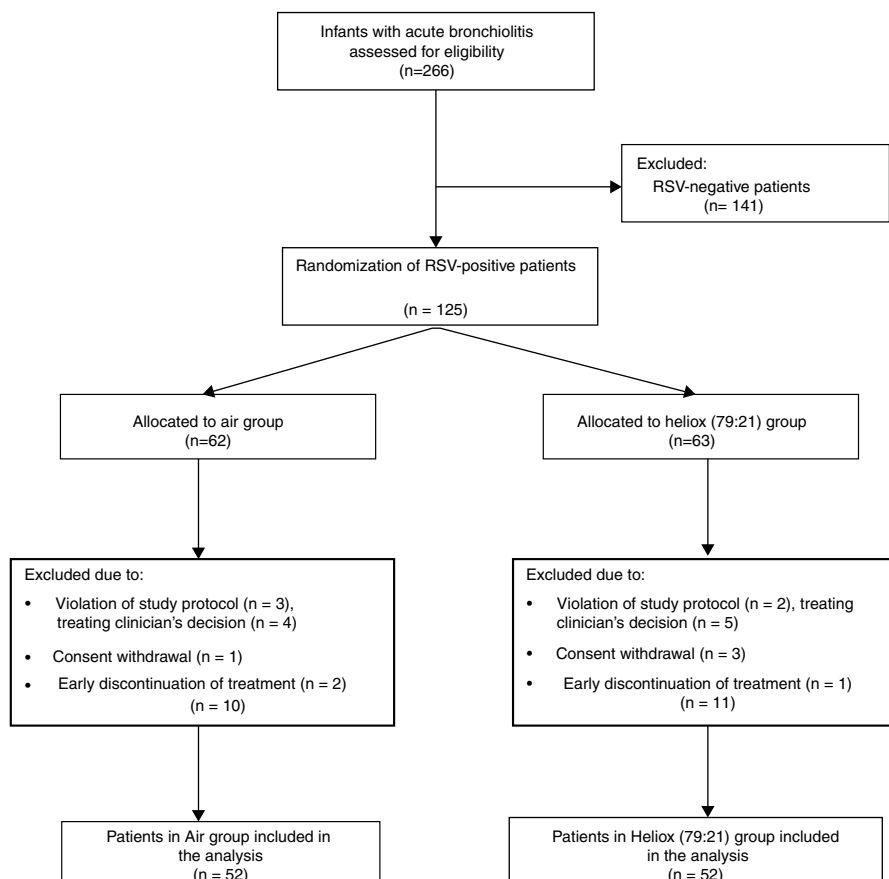 Infants with acute bronchiolitis
assessed for eligibility
(n=266)
Excluded:
RSV-negative patients
(n= 141)
Randomization of RSV-positive patients
(n = 125)
Allocated to air group
(n=62)
Allocated to heliox (79:21) group
(n=63)
Excluded due to:
• Violation of study protocol (n = 3),
treating clinician's decision (n = 4)
• Consent withdrawal (n = 1)
• Early discontinuation of treatment (n = 2)
(n = 10)
Excluded due to:
• Violation of study protocol (n = 2), treating
clinician's decision (n = 5)
• Consent withdrawal (n = 3)
• Early discontinuation of treatment (n = 1)
(n = 11)
Patients in Air group included in
the analysis
(n = 52)
Patients in Heliox (79:21) group included
in the analysis
(n = 52)